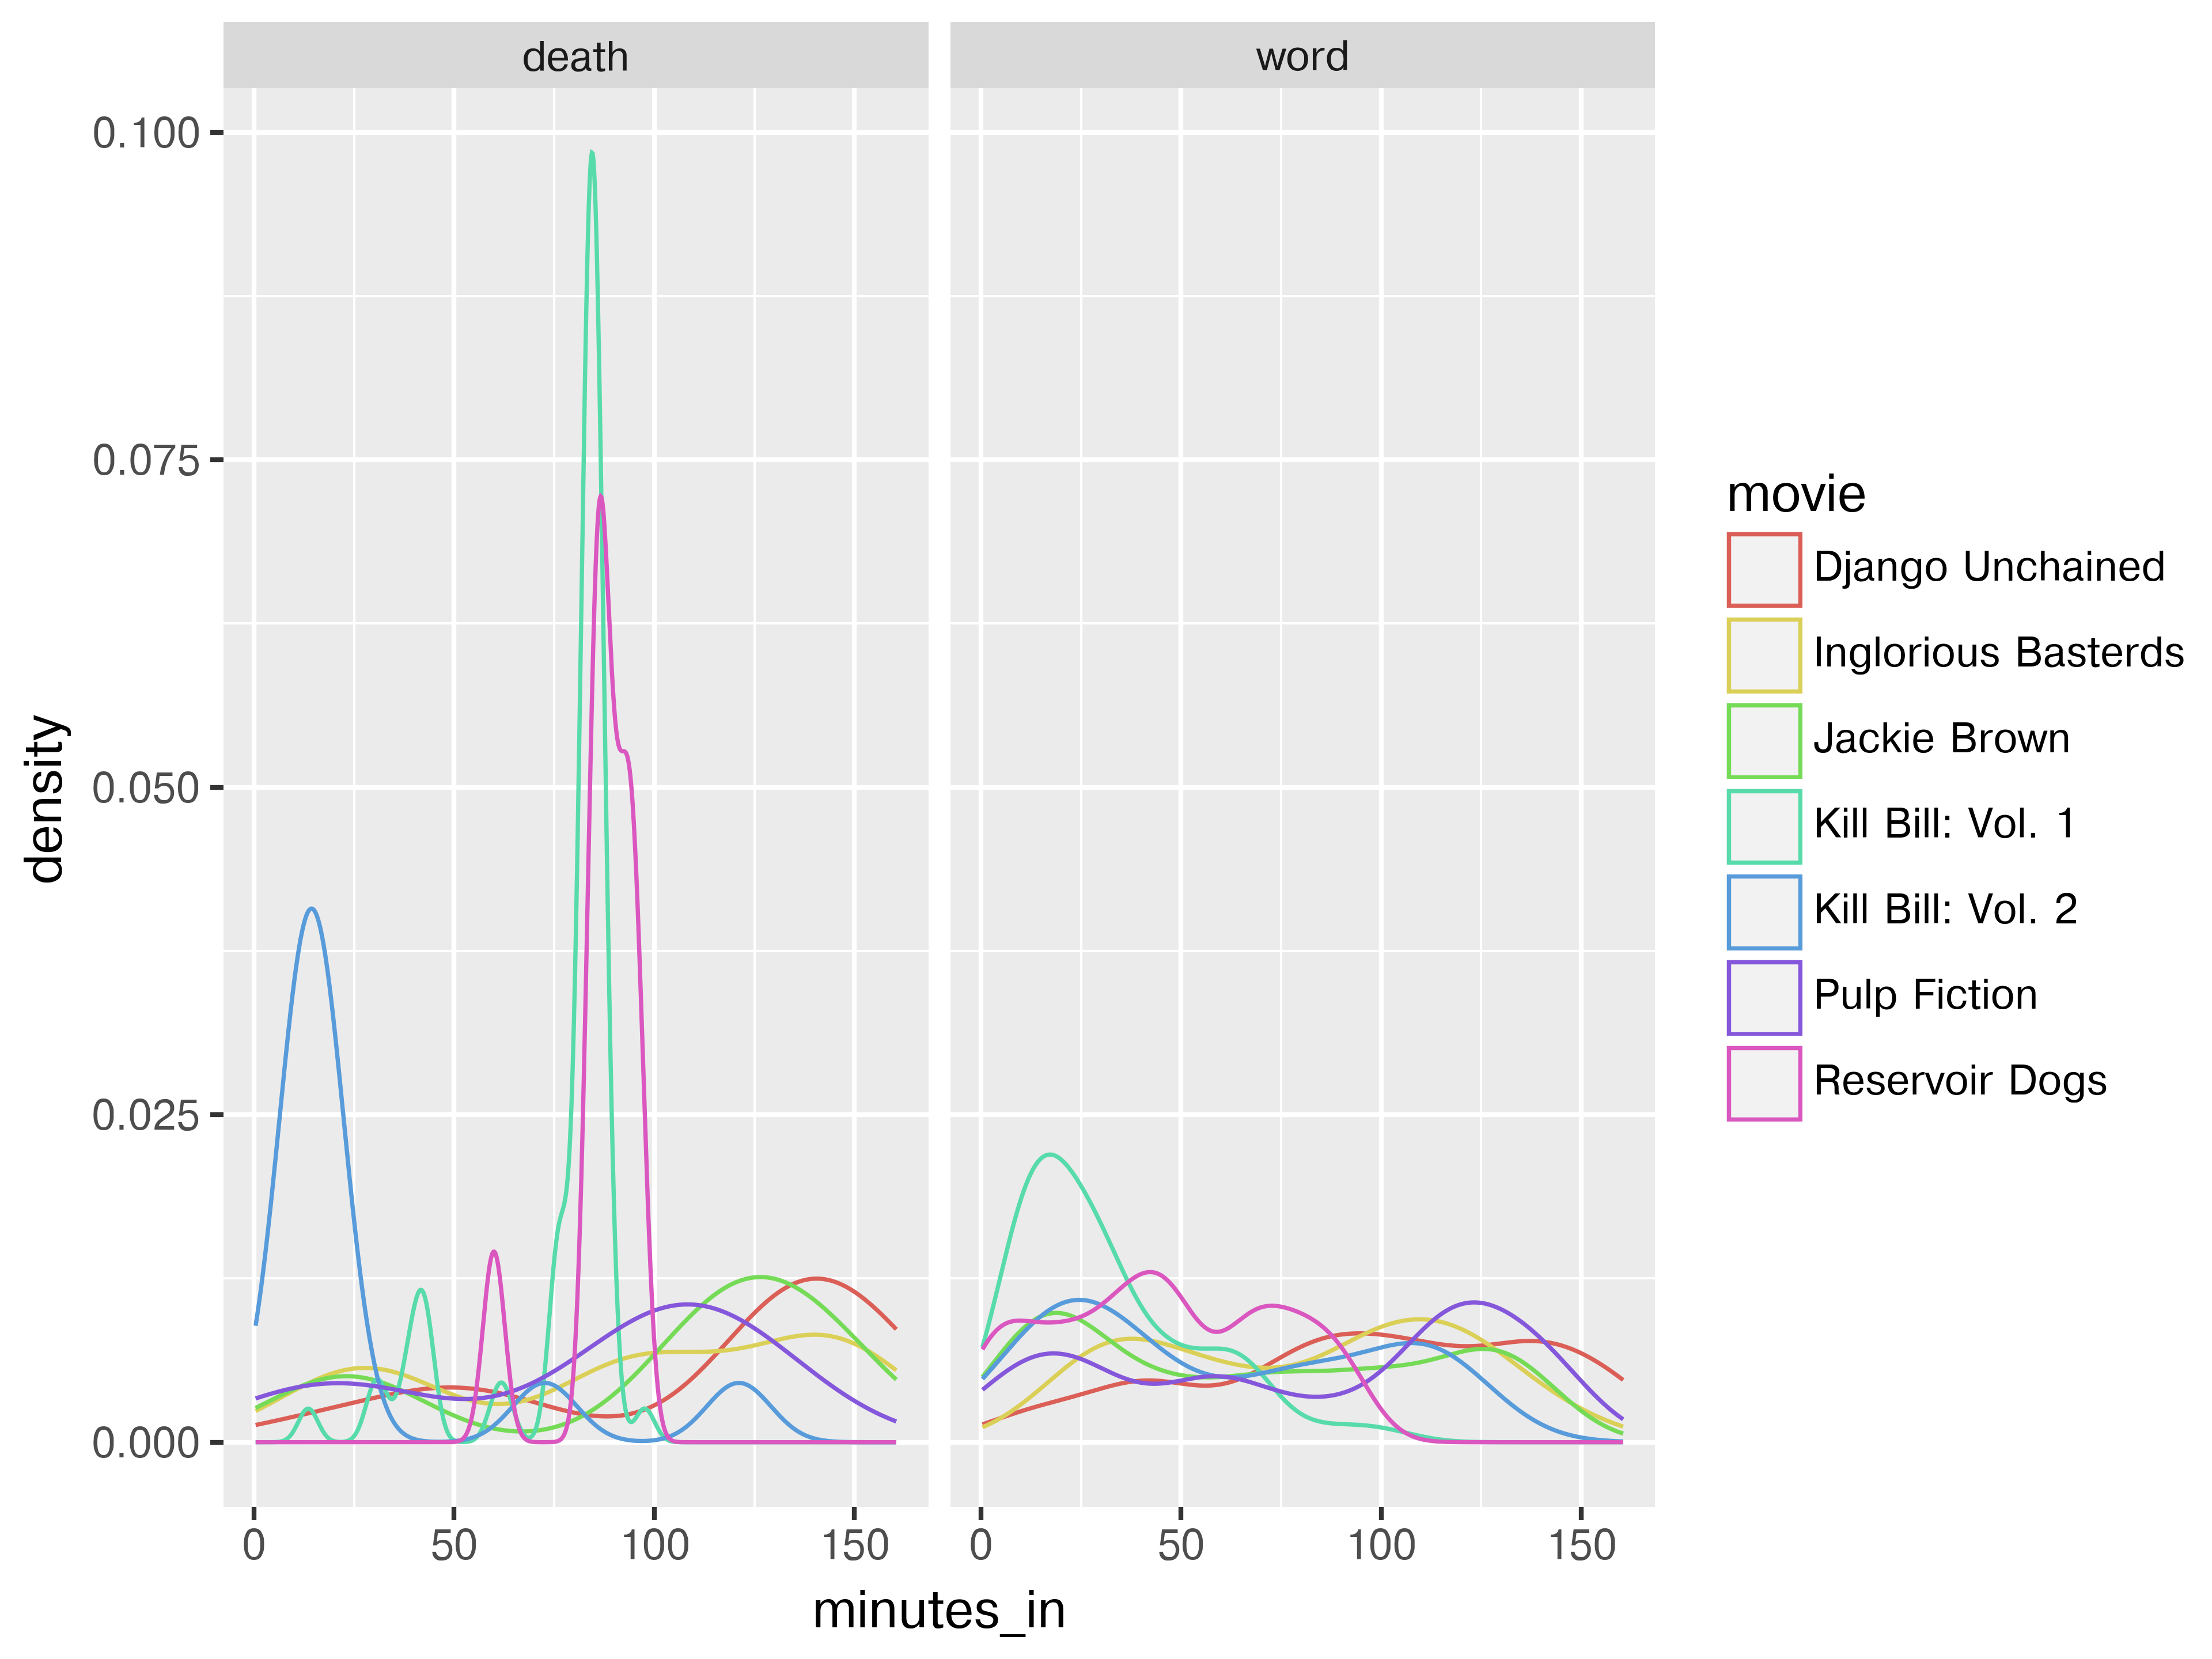 death
word
0.100
0.075
0.050
0.025
0.000
density
0
50
100
150
0
50
100
150
minutes_in
movie
Django Unchained
Inglorious Basterds
Jackie Brown
Kill Bill: Vol. 1
Kill Bill: Vol. 2
Pulp Fiction
Reservoir Dogs